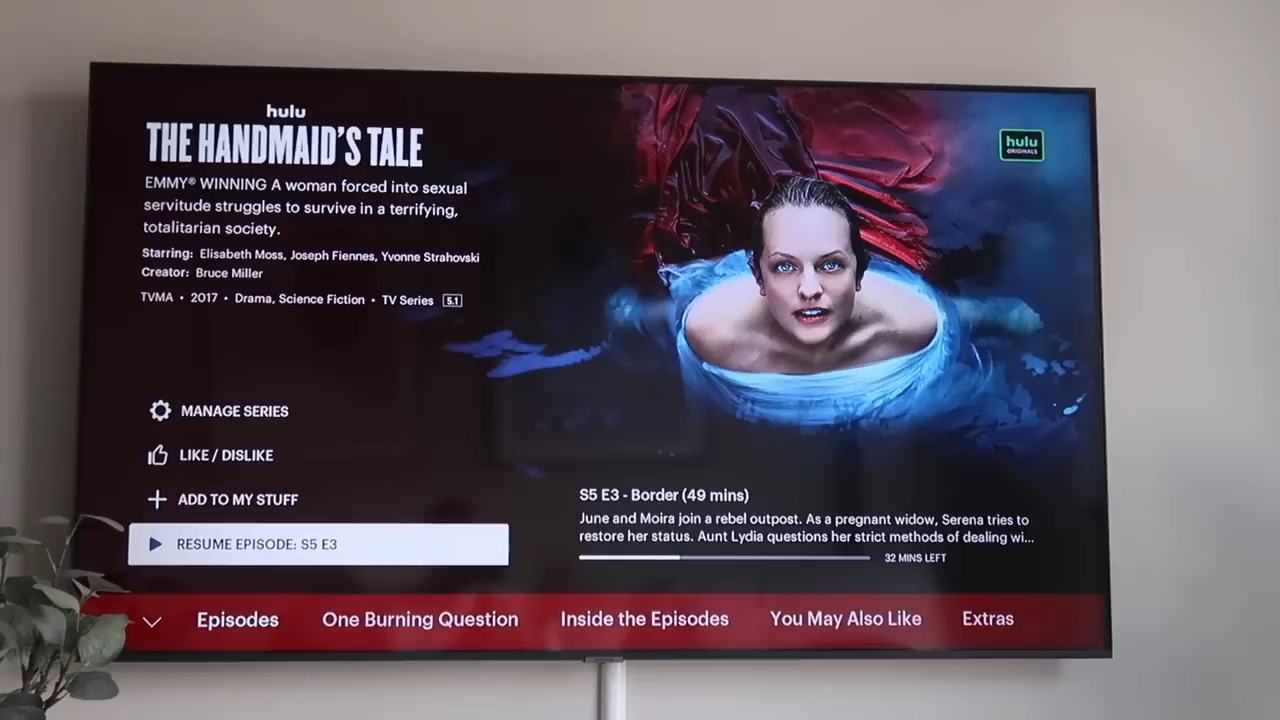 hulu
THE HANDMAID'S TALE
EMMY® WINNING A woman forced into sexual
servitude struggles to survive in a terrifying,
totalitarian society.
Starring: Elisabeth Moss, Joseph Fiennes, Yvonne Strahovski
Creator: Bruce Miller
TVMA • 2017 • Drama, Science Fiction • TV Series 5.1
hulu
ORIGINALS
MANAGE SERIES
LIKE / DISLIKE
ADD TO MY STUFF
RESUME EPISODE: S5 E3
S5 E3 - Border (49 mins)
June and Moira join a rebel outpost. As a pregnant widow, Serena tries to
restore her status. Aunt Lydia questions her strict methods of dealing wi...
32 MINS LEFT
Episodes One Burning Question Inside the Episodes You May Also Like Extras